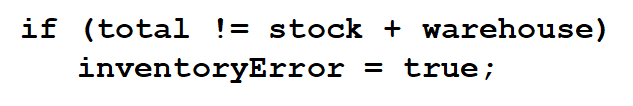 if (total != stock + warehouse)
inventoryError = true;